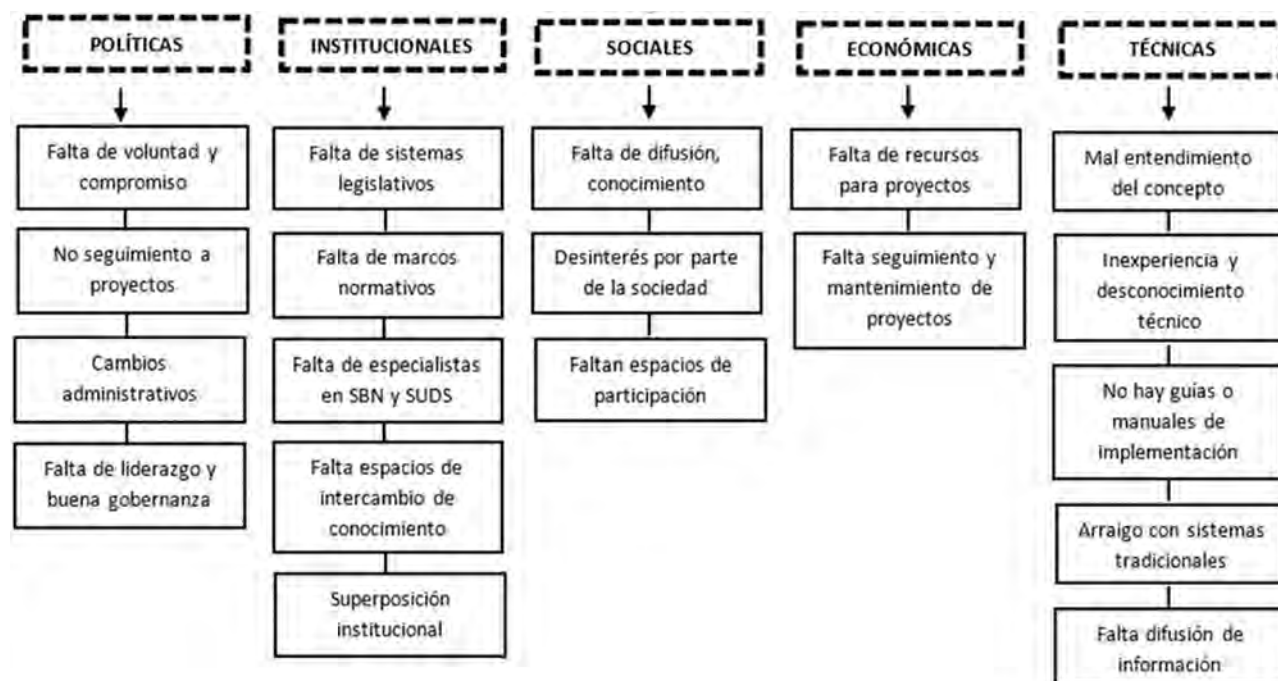 POLÍTICAS
Falta de voluntad y
compromiso
No seguimiento a
proyectos
Cambios
administrativos
Falta de liderazgo y
buena gobernanza
INSTITUCIONALES
Falta de sistemas
legislativos
Falta de marcos
normativos
Falta de especialistas
en SBN y SUDS
Falta espacios de
intercambio de
conocimiento
Superposición
institucional
SOCIALES
Falta de difusión,
conocimiento
Desinterés por parte
de la sociedad
Faltan espacios de
participación
ECONÓMICAS
Falta de recursos
para proyectos
Falta seguimiento y
mantenimiento de
proyectos
TÉCNICAS
Mal entendimiento
del concepto
Inexperiencia y
desconocimiento
técnico
No hay guías o
manuales de
implementación
Arraigo con sistemas
tradicionales
Falta difusión de
información